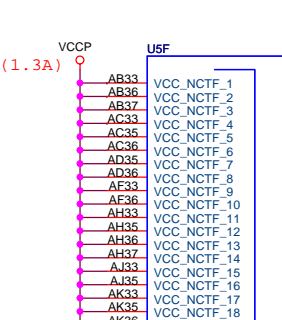 VCCP
U5F
(1.3A)
AB33 VCC_NCTF_1
AB36 VCC_NCTF_2
AB37 VCC_NCTF_3
AC33 VCC_NCTF_4
AC35 VCC_NCTF_5
AC36 VCC_NCTF_6
AD35 VCC_NCTF_7
AD36 VCC_NCTF_8
AF33 VCC_NCTF_9
AF36 VCC_NCTF_10
AH33 VCC_NCTF_11
AH35 VCC_NCTF_12
AH36 VCC_NCTF_13
AH37 VCC_NCTF_14
AJ33 VCC_NCTF_15
AJ35 VCC_NCTF_16
AK33 VCC_NCTF_17
AK35 VCC_NCTF_18
AK36